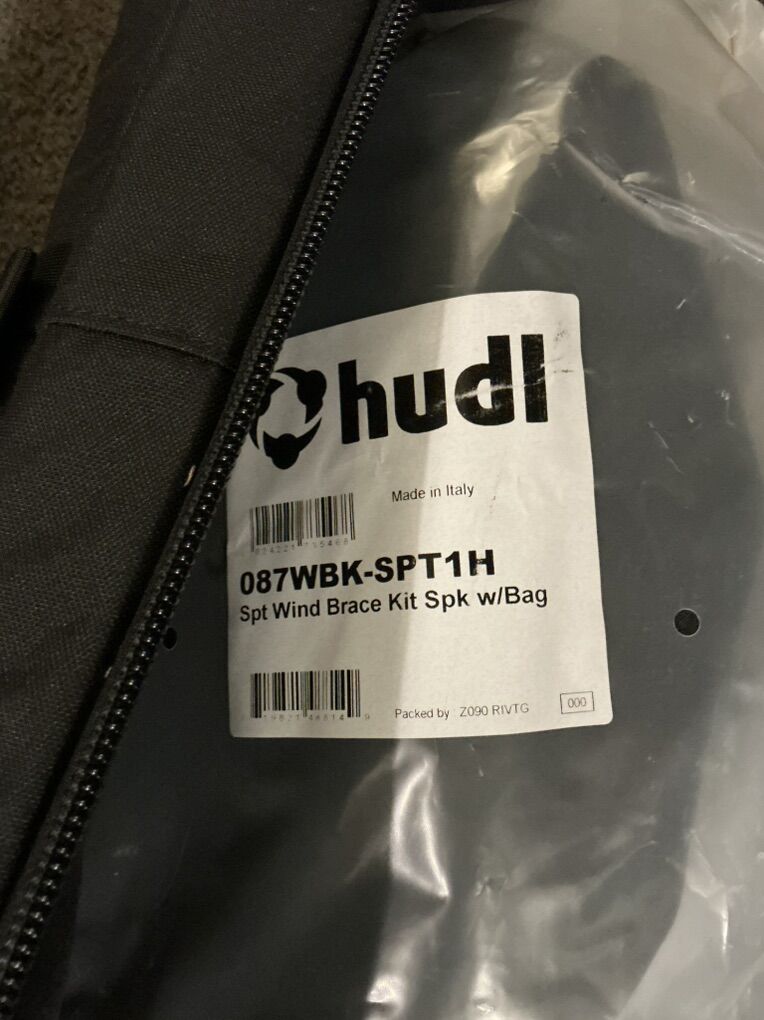 hudl
Made in Italy
087WBK-SPT1H
Spt Wind Brace Kit Spk w/Bag
Packed by Z090 RIVTG
000